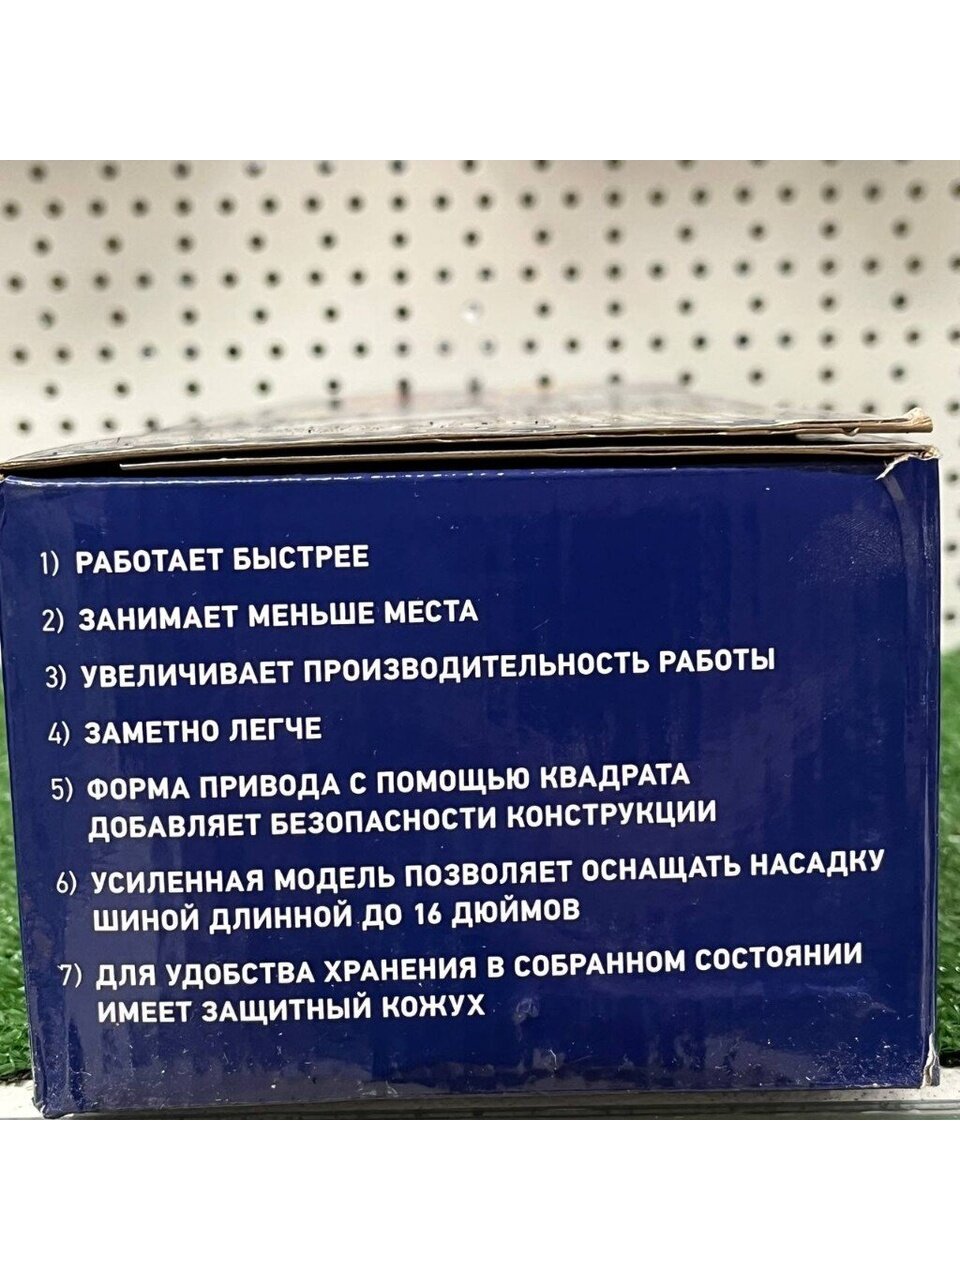 1) РАБОТАЕТ БЫСТРЕЕ
2) ЗАНИМАЕТ МЕНЬШЕ МЕСТА
3) УВЕЛИЧИВАЕТ ПРОИЗВОДИТЕЛЬНОСТЬ РАБОТЫ
4) ЗАМЕТНО ЛЕГЧЕ
5) ФОРМА ПРИВОДА С ПОМОЩЬЮ КВАДРАТА
ДОБАВЛЯЕТ БЕЗОПАСНОСТИ КОНСТРУКЦИИ
6) УСИЛЕННАЯ МОДЕЛЬ ПОЗВОЛЯЕТ ОСНАЩАТЬ НАСАДКУ
ШИНОЙ ДЛИННОЙ ДО 16 ДЮЙМОВ
7) ДЛЯ УДОБСТВА ХРАНЕНИЯ В СОБРАННОМ СОСТОЯНИИ
ИМЕЕТ ЗАЩИТНЫЙ КОЖУХ